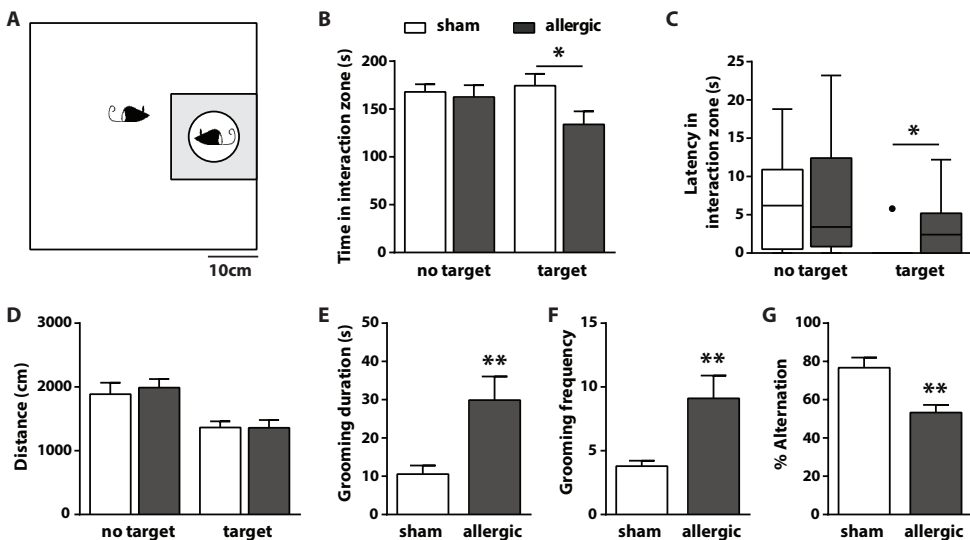 A
10cm
B
sham
allergic
Time in interaction zone (s)
200
150
100
50
0
*
no target
target
C
Latency in
interaction zone (s)
25
20
15
10
5
0
*
no target
target
D
Distance (cm)
3000
2000
1000
0
no target
target
E
Grooming duration (s)
50
40
30
20
10
0
**
sham
allergic
F
Grooming frequency
15
10
5
0
**
sham
allergic
G
% Alternation
100
80
60
40
20
0
**
sham
allergic